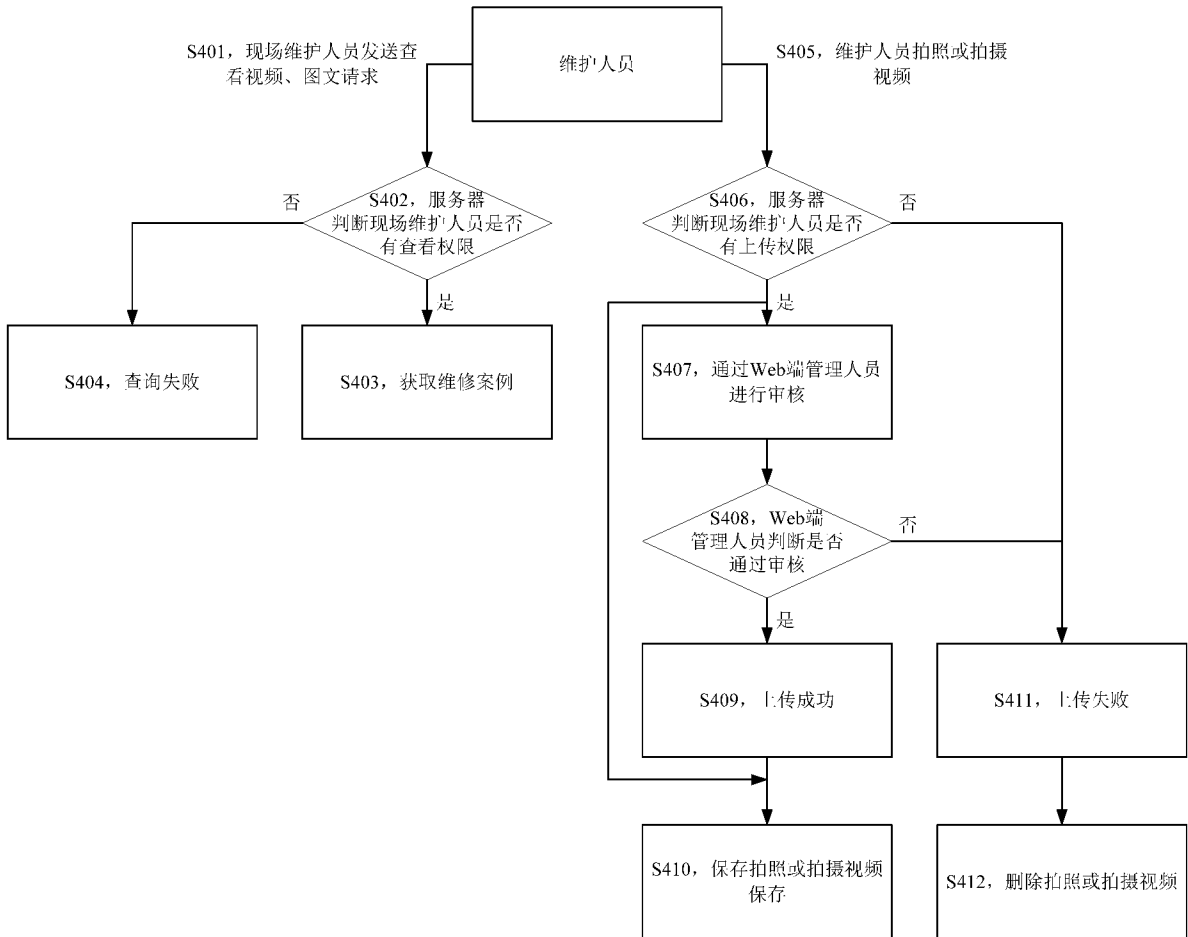 维护人员
S401，现场维护人员发送查
看视频、图文请求
S405，维护人员拍照或拍摄
视频
S402，服务器
判断现场维护人员是否
有查看权限
否
是
S406，服务器
判断现场维护人员是否
有上传权限
否
是
S404，查询失败
S403，获取维修案例
S407，通过Web端管理人员
进行审核
S408，Web端
管理人员判断是否
通过审核
否
是
S409，上传成功
S411，上传失败
S410，保存拍照或拍摄视频
保存
S412，删除拍照或拍摄视频